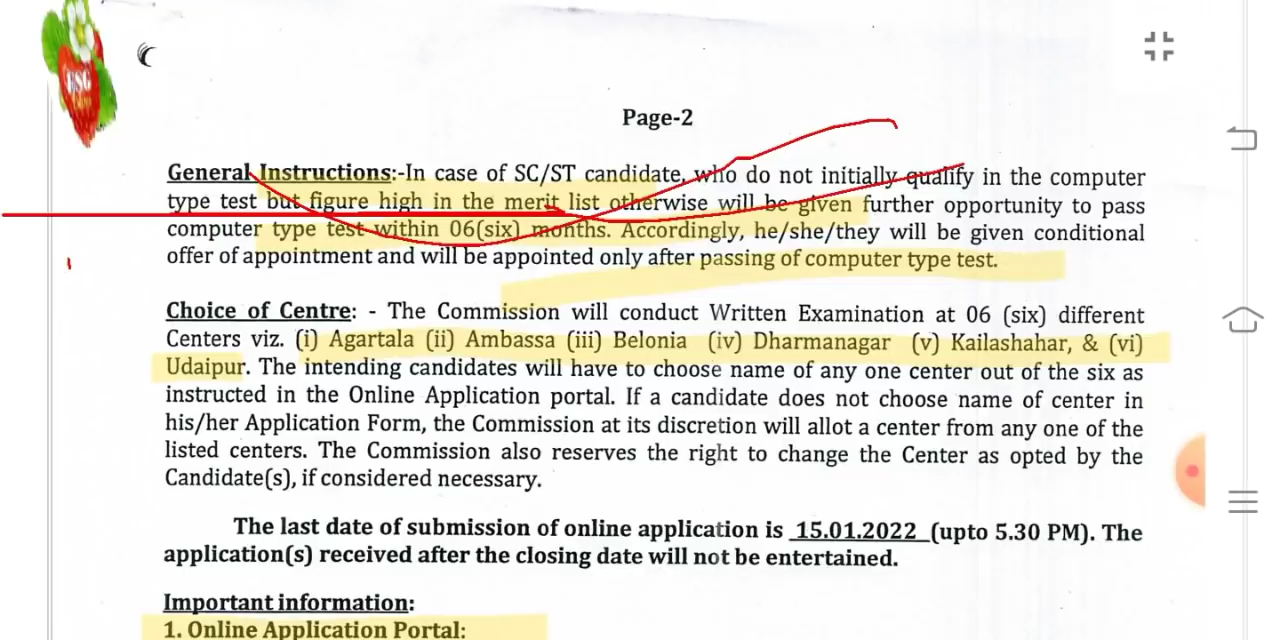 Page-2
General Instructions:-In case of SC/ST candidate, who do not initially qualify in the computer
type test but figure high in the merit list otherwise will be given further opportunity to pass
computer type test within 06(six) months. Accordingly, he/she/they will be given conditional
offer of appointment and will be appointed only after passing of computer type test.
Choice of Centre: - The Commission will conduct Written Examination at 06 (six) different
Centers viz. (i) Agartala (ii) Ambassa (iii) Belonia (iv) Dharmanagar (v) Kailashahar, & (vi)
Udaipur. The intending candidates will have to choose name of any one center out of the six as
instructed in the Online Application portal. If a candidate does not choose name of center in
his/her Application Form, the Commission at its discretion will allot a center from any one of the
listed centers. The Commission also reserves the right to change the Center as opted by the
Candidate(s), if considered necessary.
The last date of submission of online application is 15.01.2022 (upto 5.30 PM). The
application(s) received after the closing date will not be entertained.
Important information:
1. Online Application Portal: